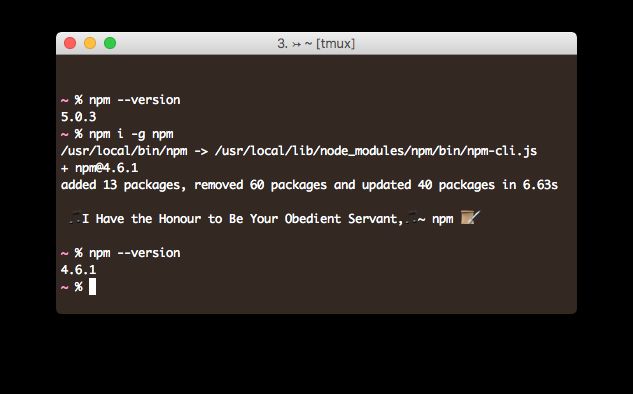 3. ↣ ~ [tmux]
~ % npm --version
5.0.3
~ % npm i -g npm
/usr/local/bin/npm -> /usr/local/lib/node_modules/npm/bin/npm-cli.js
+ npm@4.6.1
added 13 packages, removed 60 packages and updated 40 packages in 6.63s
🎵I Have the Honour to Be Your Obedient Servant,🎵~ npm 📜🖋
~ % npm --version
4.6.1
~ %